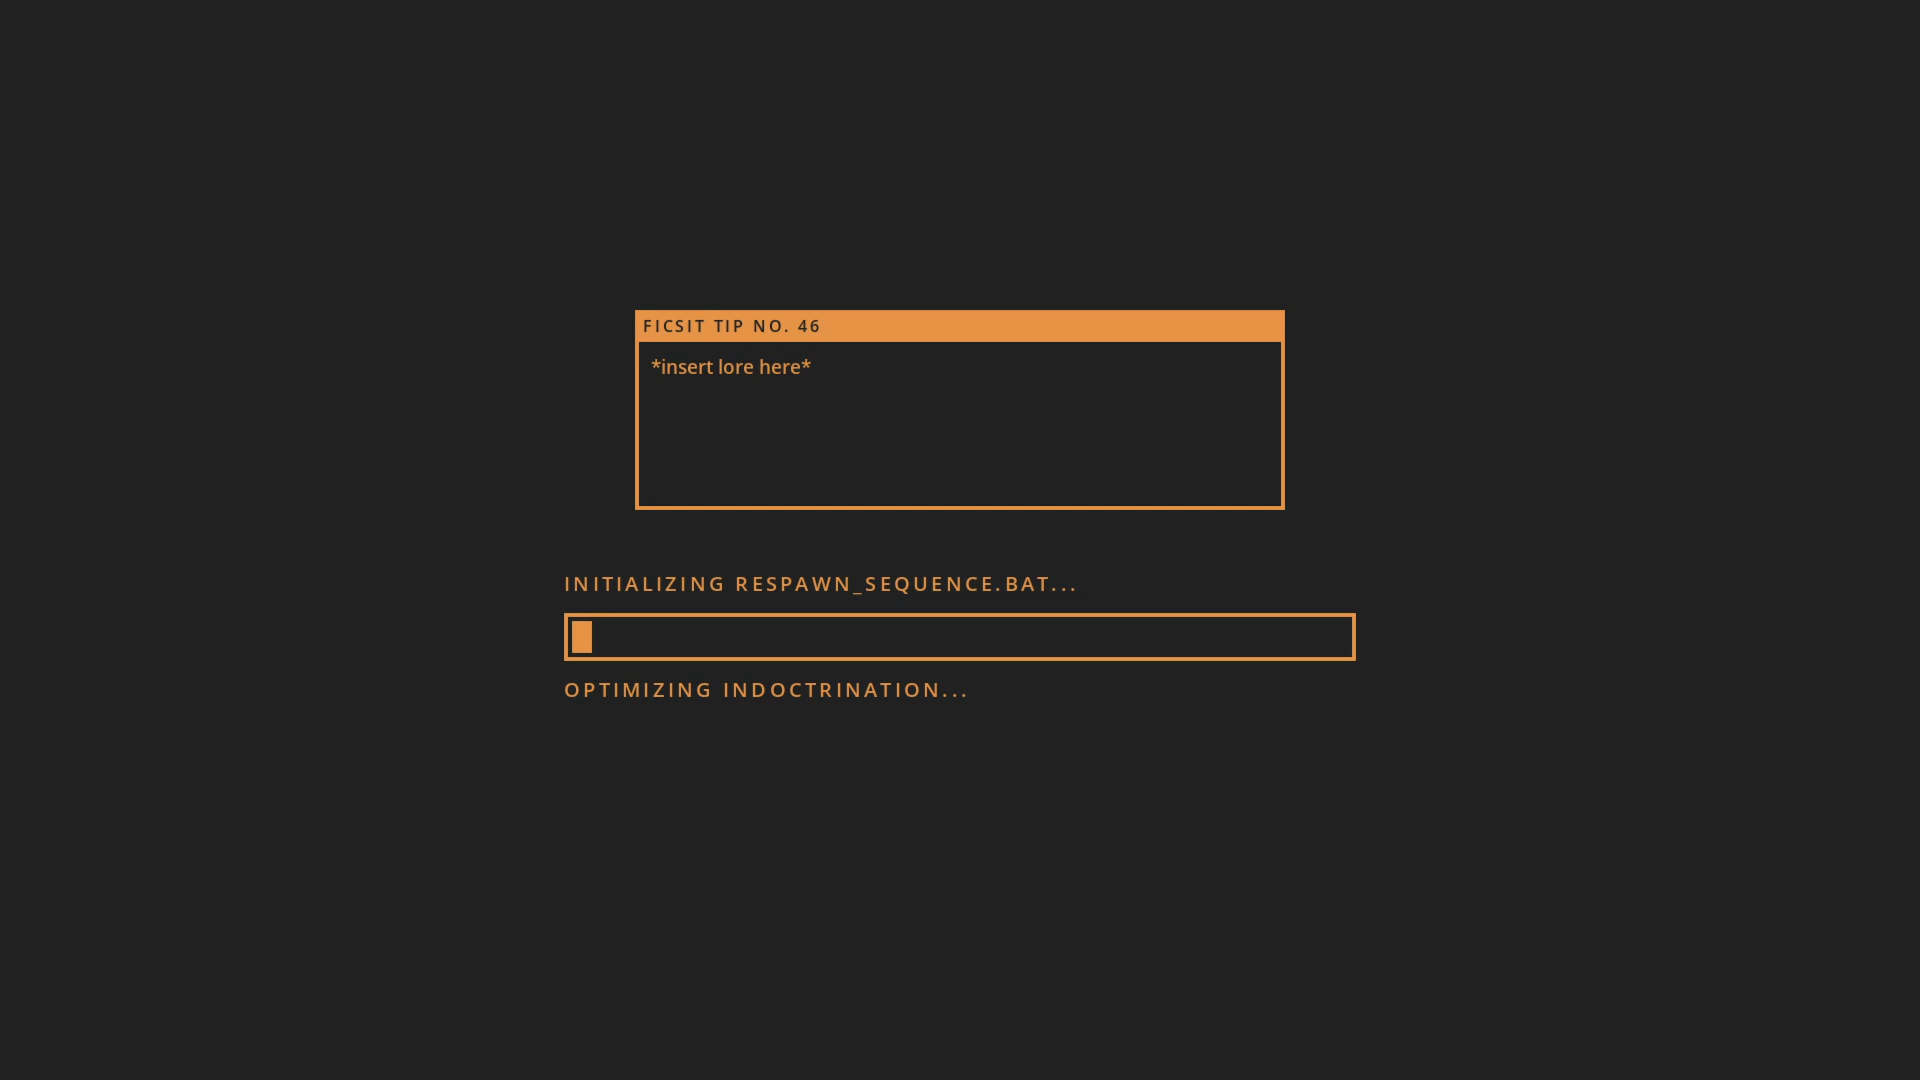 FICSIT TIP NO. 46
*insert lore here*
INITIALIZING RESPAWN_SEQUENCE.BAT...
OPTIMIZING INDOCTRINATION...